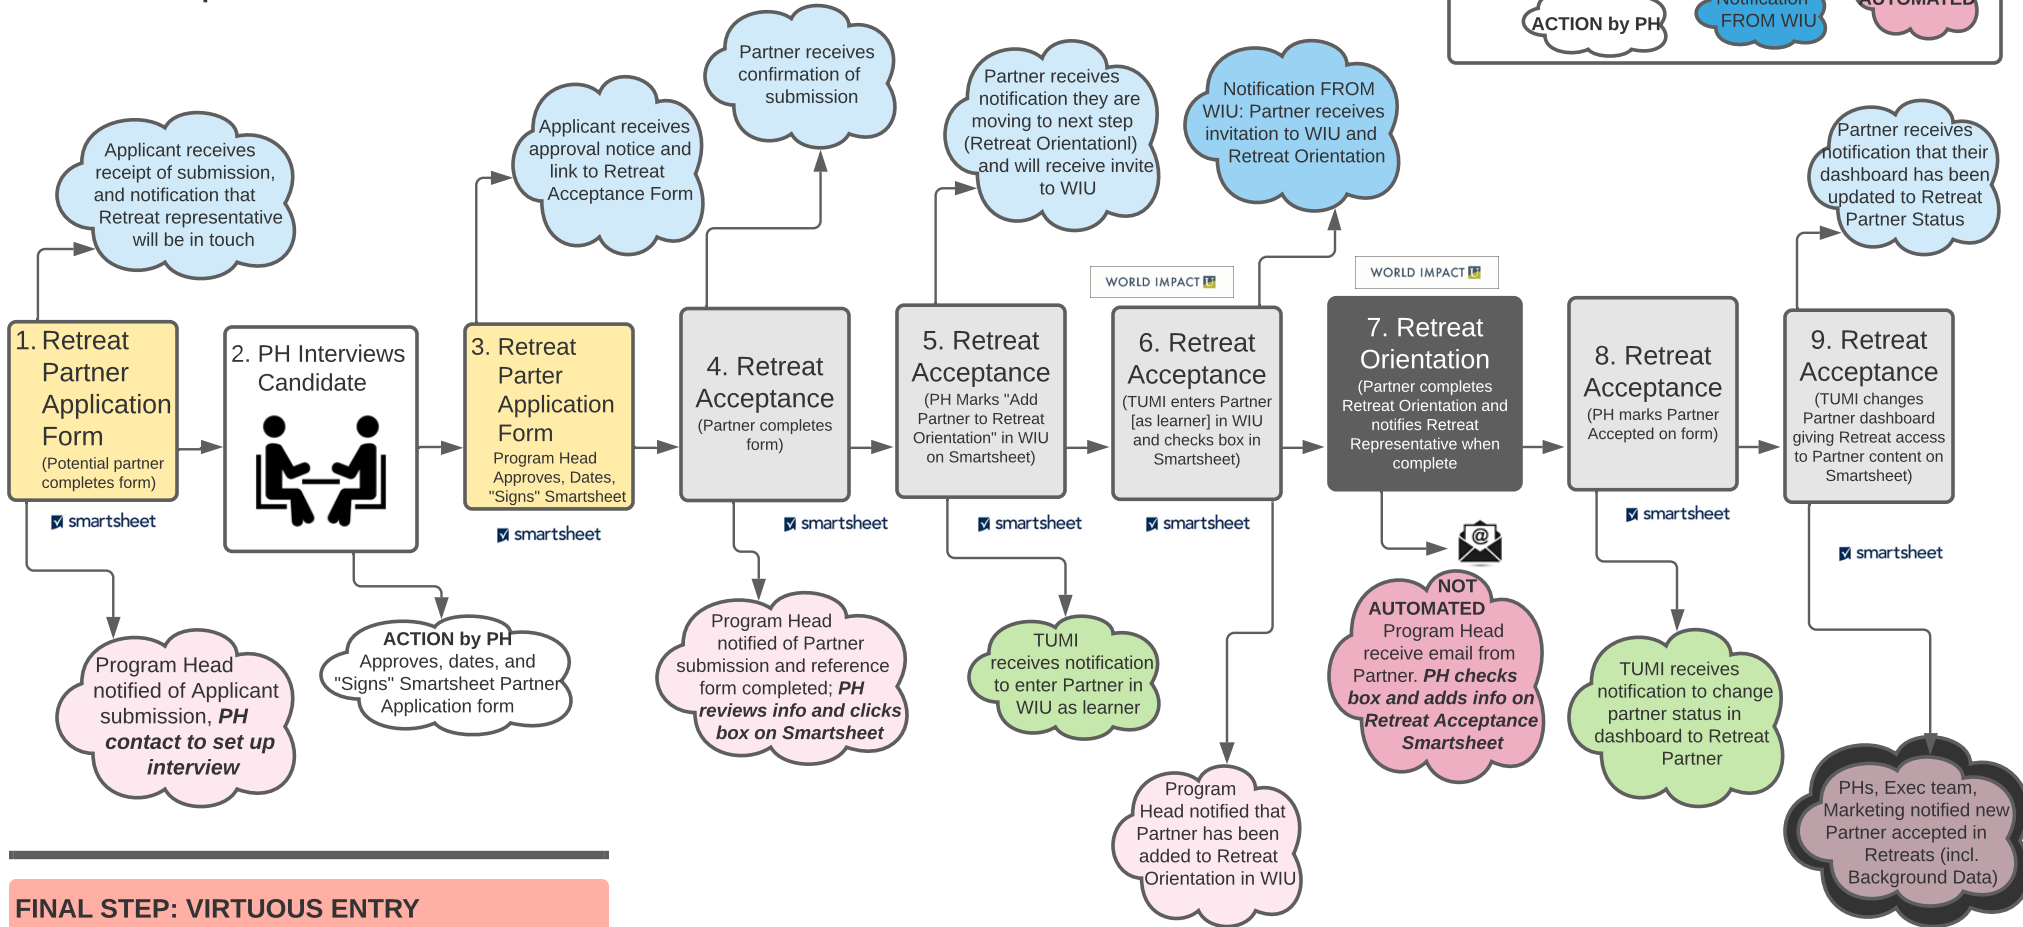 ACTION by PH
Notification
FROM WIU
AUTOMATED
Partner receives
confirmation of
submission
Applicant receives
approval notice and
link to Retreat
Acceptance Form
Partner receives
notification they are
moving to next step
(Retreat Orientationl)
and will receive invite
to WIU
Notification FROM
WIU: Partner receives
invitation to WIU and
Retreat Orientation
Partner receives
notification that their
dashboard has been
updated to Retreat
Partner Status
Applicant receives
receipt of submission,
and notification that
Retreat representative
will be in touch
WORLD IMPACT U
WORLD IMPACT U
1. Retreat
Partner
Application
Form
(Potential partner
completes form)
smartsheet
2. PH Interviews
Candidate
3. Retreat
Parter
Application
Form
Program Head
Approves, Dates,
"Signs" Smartsheet
smartsheet
4. Retreat
Acceptance
(Partner completes
form)
smartsheet
5. Retreat
Acceptance
(PH Marks "Add
Partner to Retreat
Orientation" in WIU
on Smartsheet)
smartsheet
6. Retreat
Acceptance
(TUMI enters Partner
[as learner] in WIU
and checks box in
Smartsheet)
smartsheet
7. Retreat
Orientation
(Partner completes
Retreat Orientation and
notifies Retreat
Representative when
complete
8. Retreat
Acceptance
(PH marks Partner
Accepted on form)
smartsheet
9. Retreat
Acceptance
(TUMI changes
Partner dashboard
giving Retreat access
to Partner content on
Smartsheet)
smartsheet
Program Head
notified of Applicant
submission, PH
contact to set up
interview
ACTION by PH
Approves, dates, and
"Signs" Smartsheet Partner
Application form
Program Head
notified of Partner
submission and reference
form completed; PH
reviews info and clicks
box on Smartsheet
TUMI
receives notification
to enter Partner in
WIU as learner
Program
Head notified that
Partner has been
added to Retreat
Orientation in WIU
@
NOT
AUTOMATED
Program Head
receive email from
Partner. PH checks
box and adds info on
Retreat Acceptance
Smartsheet
TUMI receives
notification to change
partner status in
dashboard to Retreat
Partner
PHs, Exec team,
Marketing notified new
Partner accepted in
Retreats (incl.
Background Data)
FINAL STEP: VIRTUOUS ENTRY